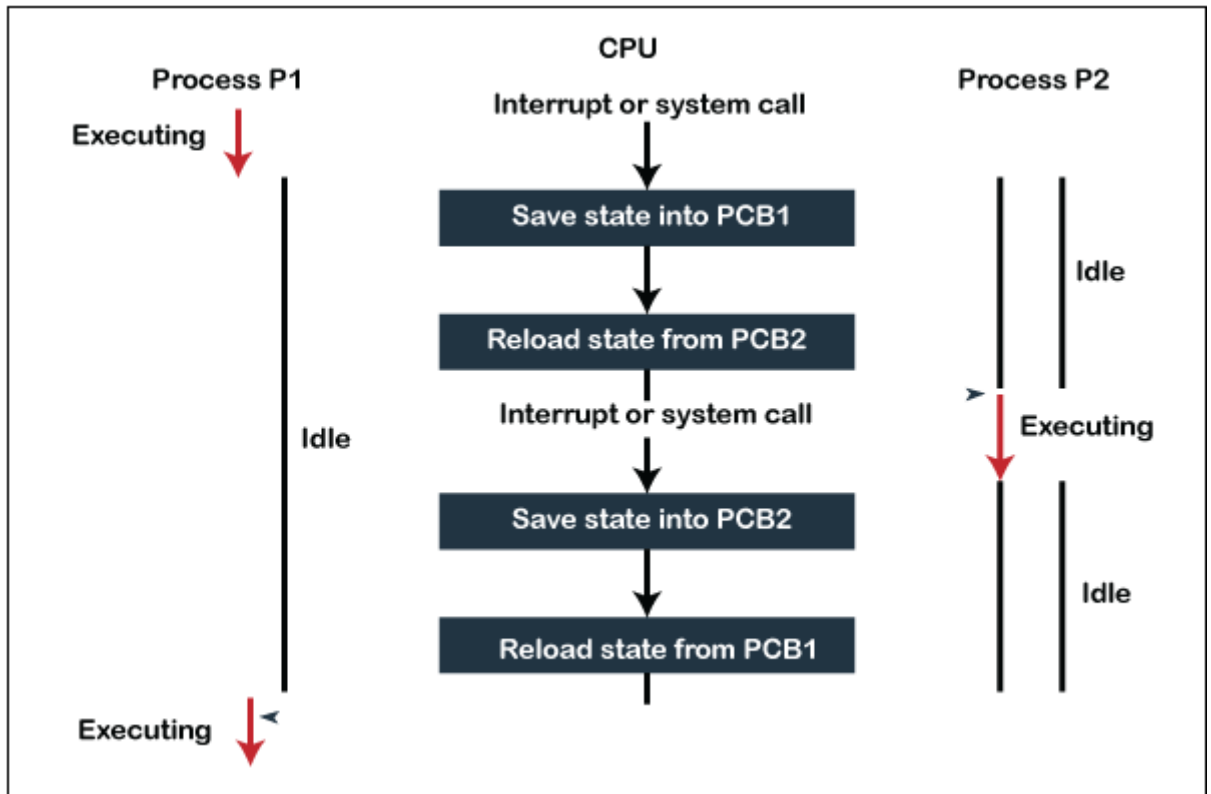 CPU
Process P1
Process P2
Interrupt or system call
Executing
Save state into PCB1
Idle
Reload state from PCB2
Interrupt or system call
Executing
Idle
Save state into PCB2
Idle
Reload state from PCB1
Executing